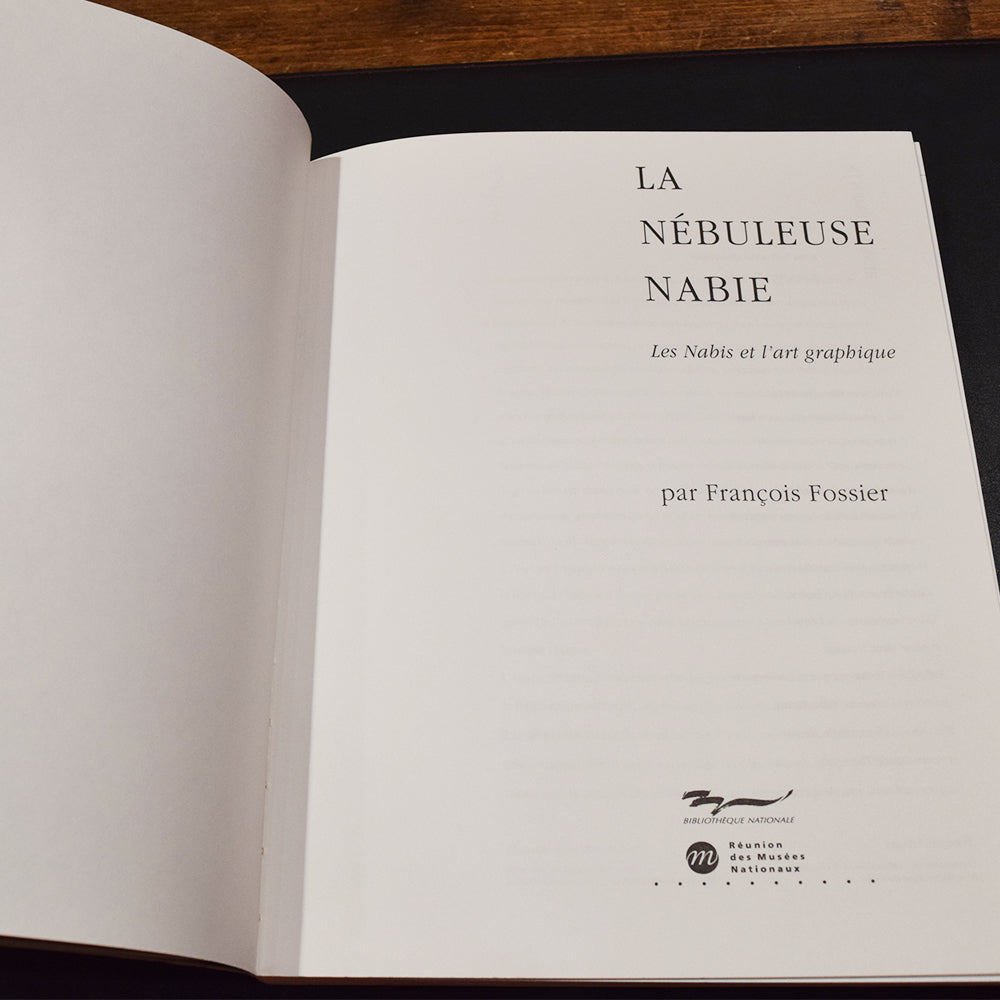 LA
NÉBULEUSE
NABIE
Les Nabis et l'art graphique
par François Fossier
BIBLIOTHÈQUE NATIONALE
m
Réunion
des Musées
Nationaux